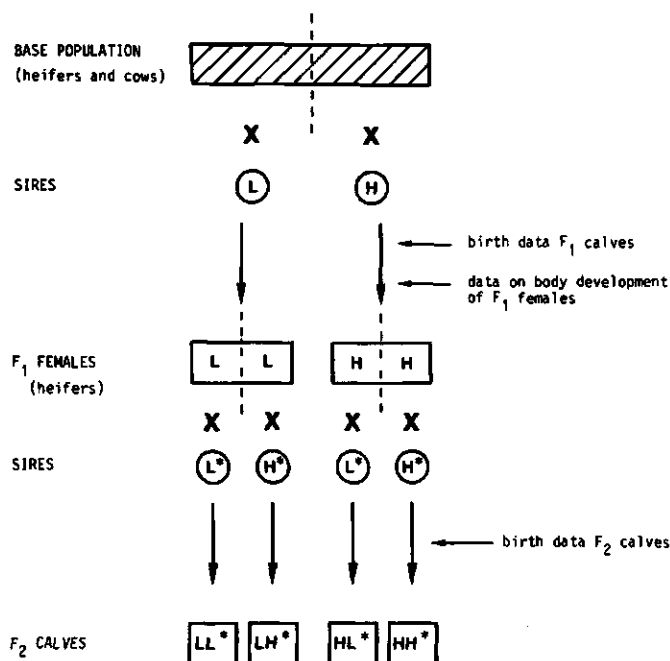 BASE POPULATION
(heifers and cows)
X X
SIRES
L H
birth data F₁ calves
data on body development
of F₁ females
F₁ FEMALES
(heifers)
L L H H
X X X X
SIRES
L* H* L* H*
birth data F₂ calves
F₂ CALVES
LL* LH* HL* HH*